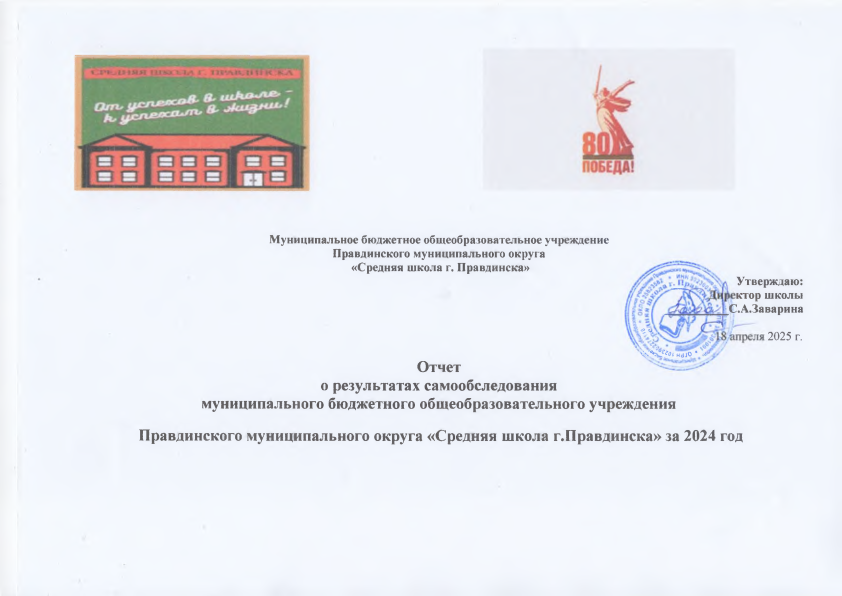 СРЕДНЯЯ ШКОЛА Г. ПРАВДИНСКА
От успехов в школе -
к успехам в жизни!
80
ПОБЕДА!
Муниципальное бюджетное общеобразовательное учреждение
Правдинского муниципального округа
«Средняя школа г. Правдинска»
Утверждаю:
Директор школы
С.А.Заварина
18 апреля 2025 г.
Отчет
о результатах самообследования
муниципального бюджетного общеобразовательного учреждения
Правдинского муниципального округа «Средняя школа г.Правдинска» за 2024 год